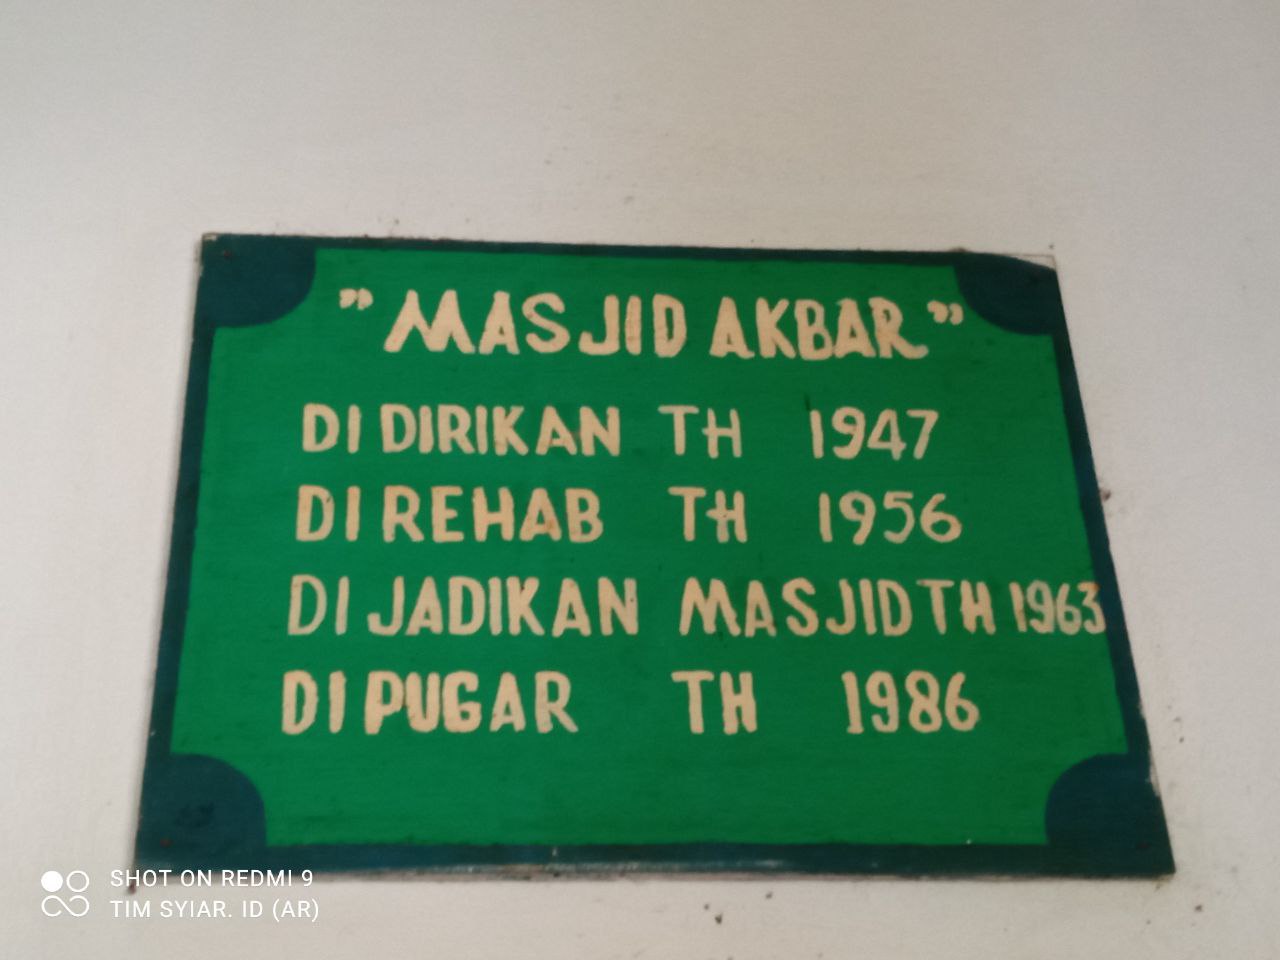 ”MASJID AKBAR”
DI DIRIKAN TH 1947
DI REHAB TH 1956
DI JADIKAN MASJID TH 1963
DI PUGAR TH 1986
SHOT ON REDMI 9
TIM SYIAR. ID (AR)